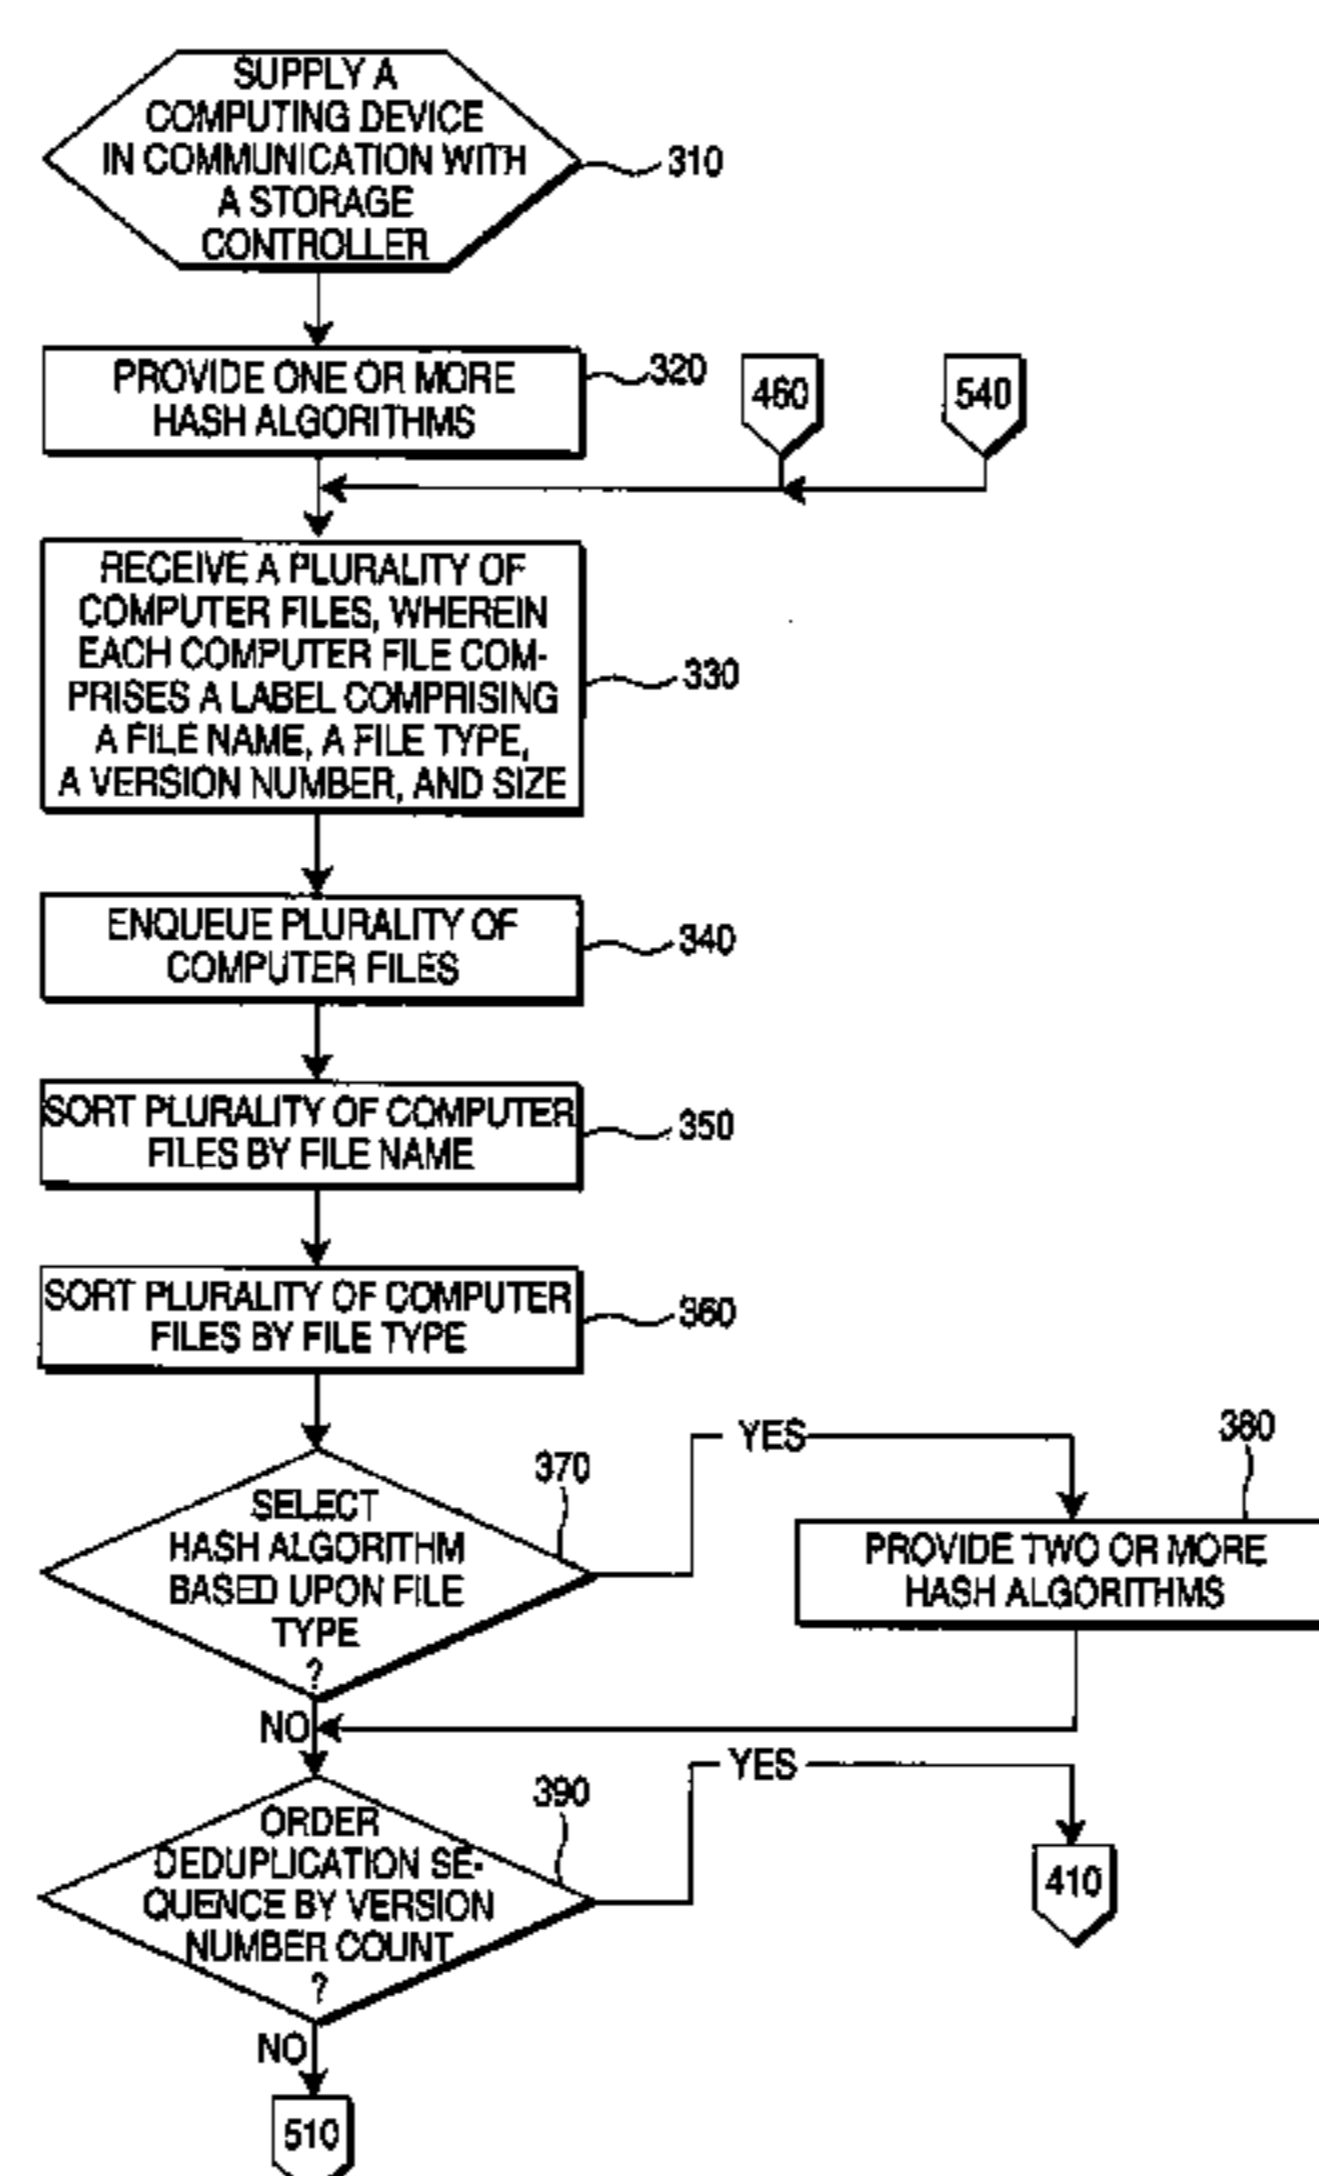 SUPPLY A
COMPUTING DEVICE
IN COMMUNICATION WITH
A STORAGE
CONTROLLER
310
PROVIDE ONE OR MORE
HASH ALGORITHMS
320
460
540
RECEIVE A PLURALITY OF
COMPUTER FILES, WHEREIN
EACH COMPUTER FILE COM-
PRISES A LABEL COMPRISING
A FILE NAME, A FILE TYPE,
A VERSION NUMBER, AND SIZE
330
ENQUEUE PLURALITY OF
COMPUTER FILES
340
SORT PLURALITY OF COMPUTER
FILES BY FILE NAME
350
SORT PLURALITY OF COMPUTER
FILES BY FILE TYPE
360
SELECT
HASH ALGORITHM
BASED UPON FILE
TYPE
?
370
YES
380
PROVIDE TWO OR MORE
HASH ALGORITHMS
NO
ORDER
DEDUPLICATION SE-
QUENCE BY VERSION
NUMBER COUNT
?
390
YES
410
NO
510